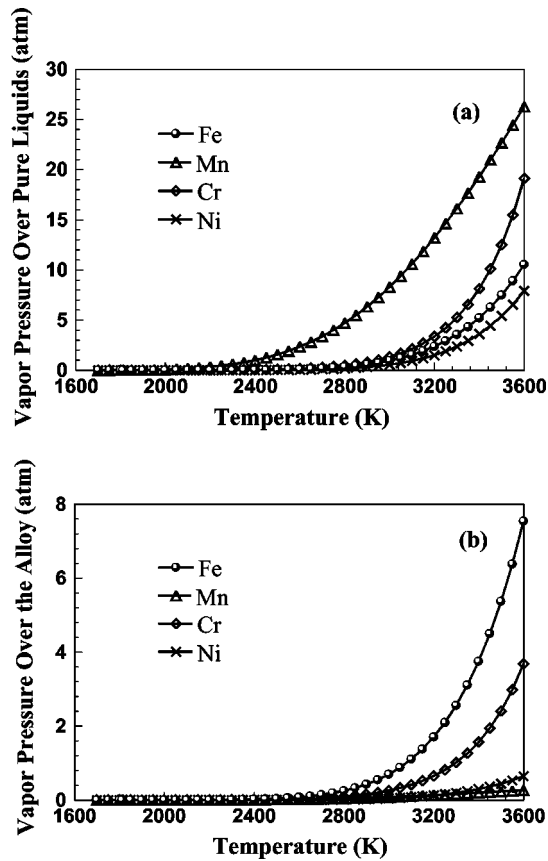 Vapor Pressure Over Pure Liquids (atm)
30
25
20
15
10
5
0
(a)
Fe
Mn
Cr
Ni
1600 2000 2400 2800 3200 3600
Temperature (K)
Vapor Pressure Over the Alloy (atm)
8
6
4
2
0
(b)
Fe
Mn
Cr
Ni
1600 2000 2400 2800 3200 3600
Temperature (K)